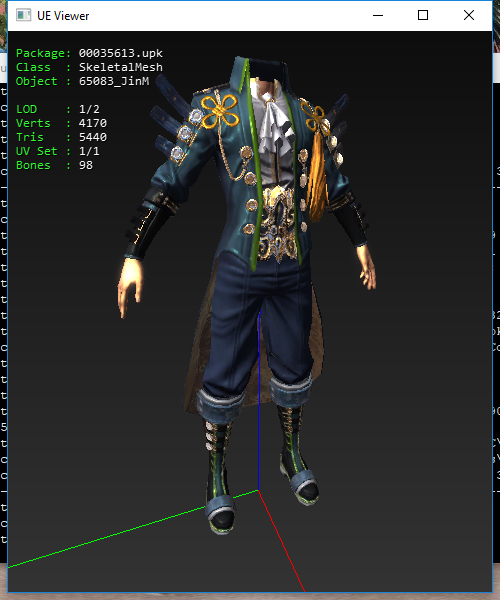 UE Viewer
Package: 00035613.upk
Class : SkeletalMesh
Object : 65083_JinM
LOD : 1/2
Verts : 4170
Tris : 5440
UV Set : 1/1
Bones : 98